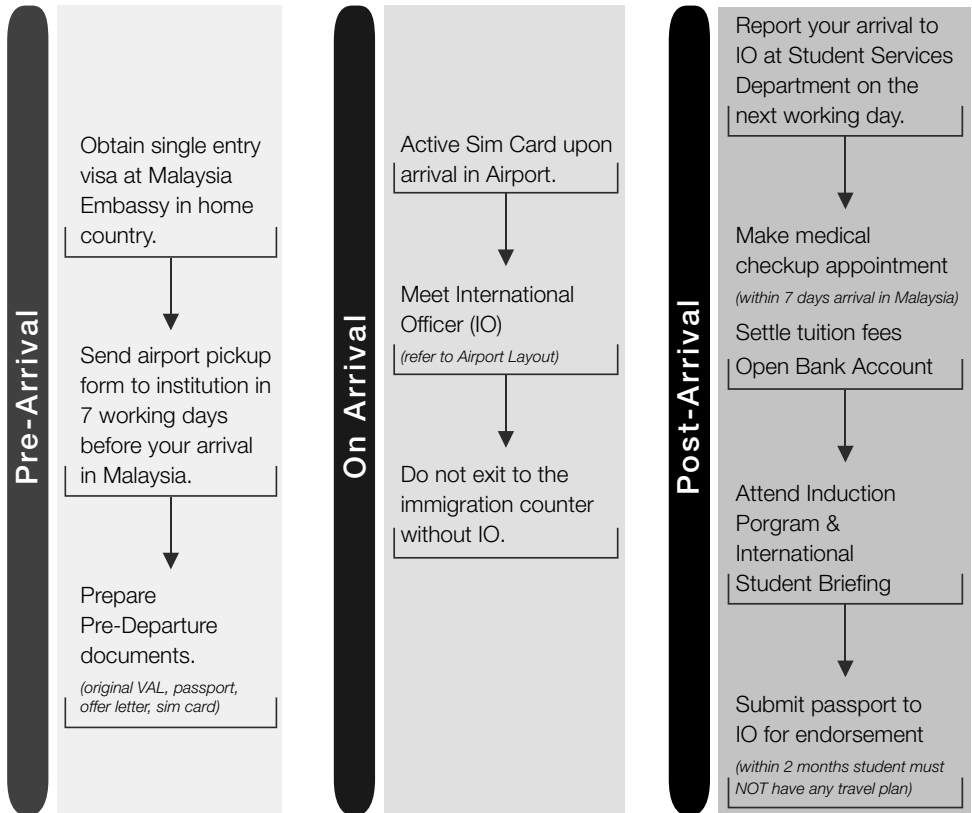 Pre-Arrival
Obtain single entry
visa at Malaysia
Embassy in home
country.
Send airport pickup
form to institution in
7 working days
before your arrival
in Malaysia.
Prepare
Pre-Departure
documents.
(original VAL, passport,
offer letter, sim card)
On Arrival
Active Sim Card upon
arrival in Airport.
Meet International
Officer (IO)
(refer to Airport Layout)
Do not exit to the
immigration counter
without IO.
Post-Arrival
Report your arrival to
IO at Student Services
Department on the
next working day.
Make medical
checkup appointment
(within 7 days arrival in Malaysia)
Settle tuition fees
Open Bank Account
Attend Induction
Porgram &
International
Student Briefing
Submit passport to
IO for endorsement
(within 2 months student must
NOT have any travel plan)